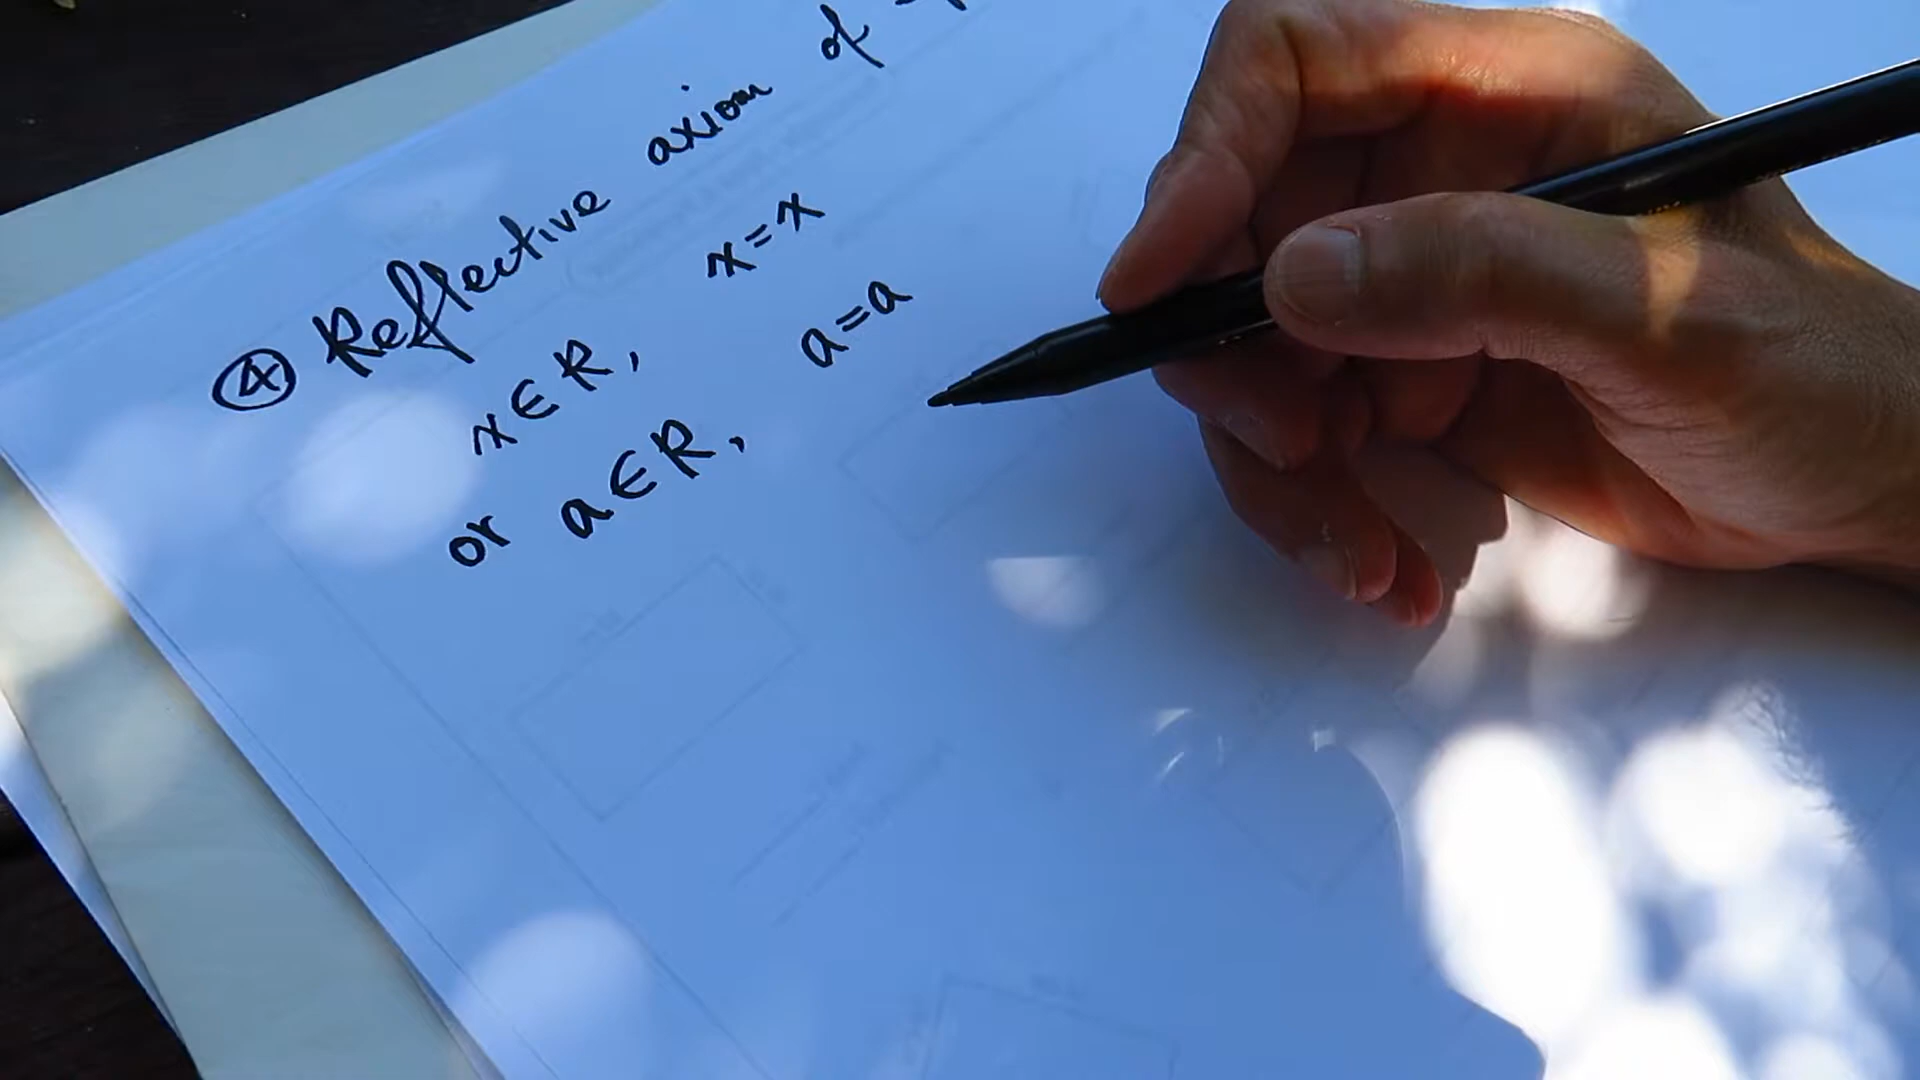 ④ Reflective axiom of
x ∈ R, x = x
or a ∈ R, a = a